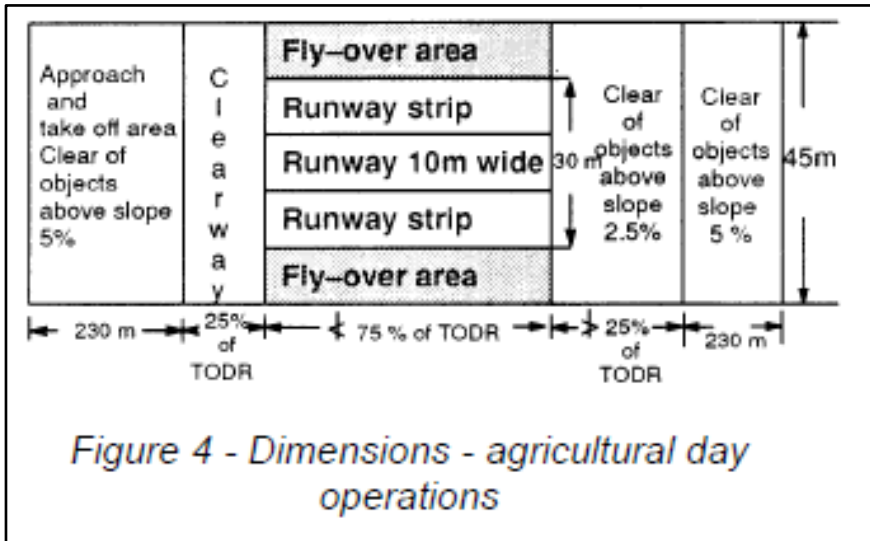 Approach
and
take off area
Clear of
objects
above slope
5%
Clearway
Fly–over area
Runway strip
Runway 10m wide
Runway strip
Fly–over area
30 m
Clear
of
objects
above
slope
2.5%
Clear
of
objects
above
slope
5 %
45m
230 m
25%
of
TODR
75 % of TODR
25%
of
TODR
230 m
Figure 4 - Dimensions - agricultural day
operations